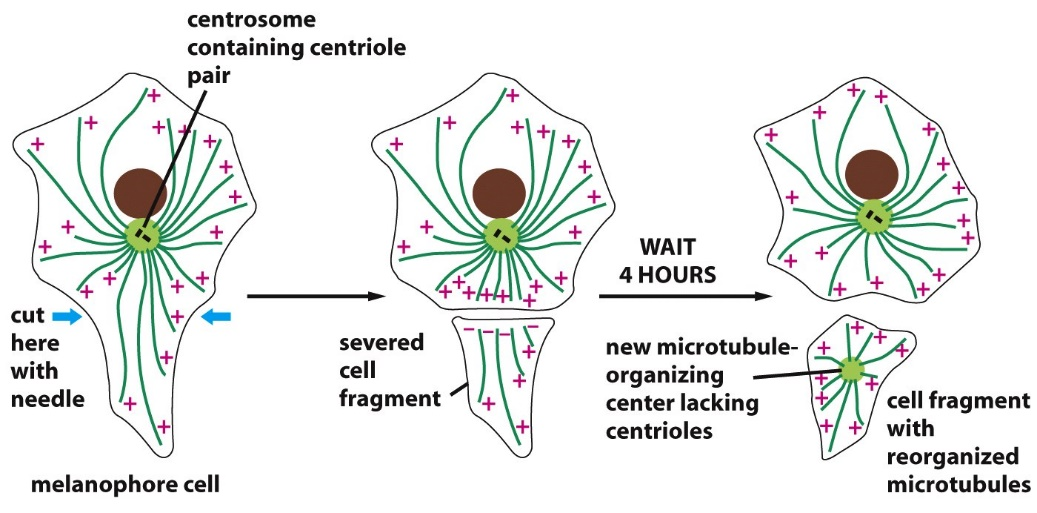 centrosome
containing centriole
pair
cut
here
with
needle
melanophore cell
severed
cell
fragment
WAIT
4 HOURS
new microtubule-
organizing
center lacking
centrioles
cell fragment
with
reorganized
microtubules